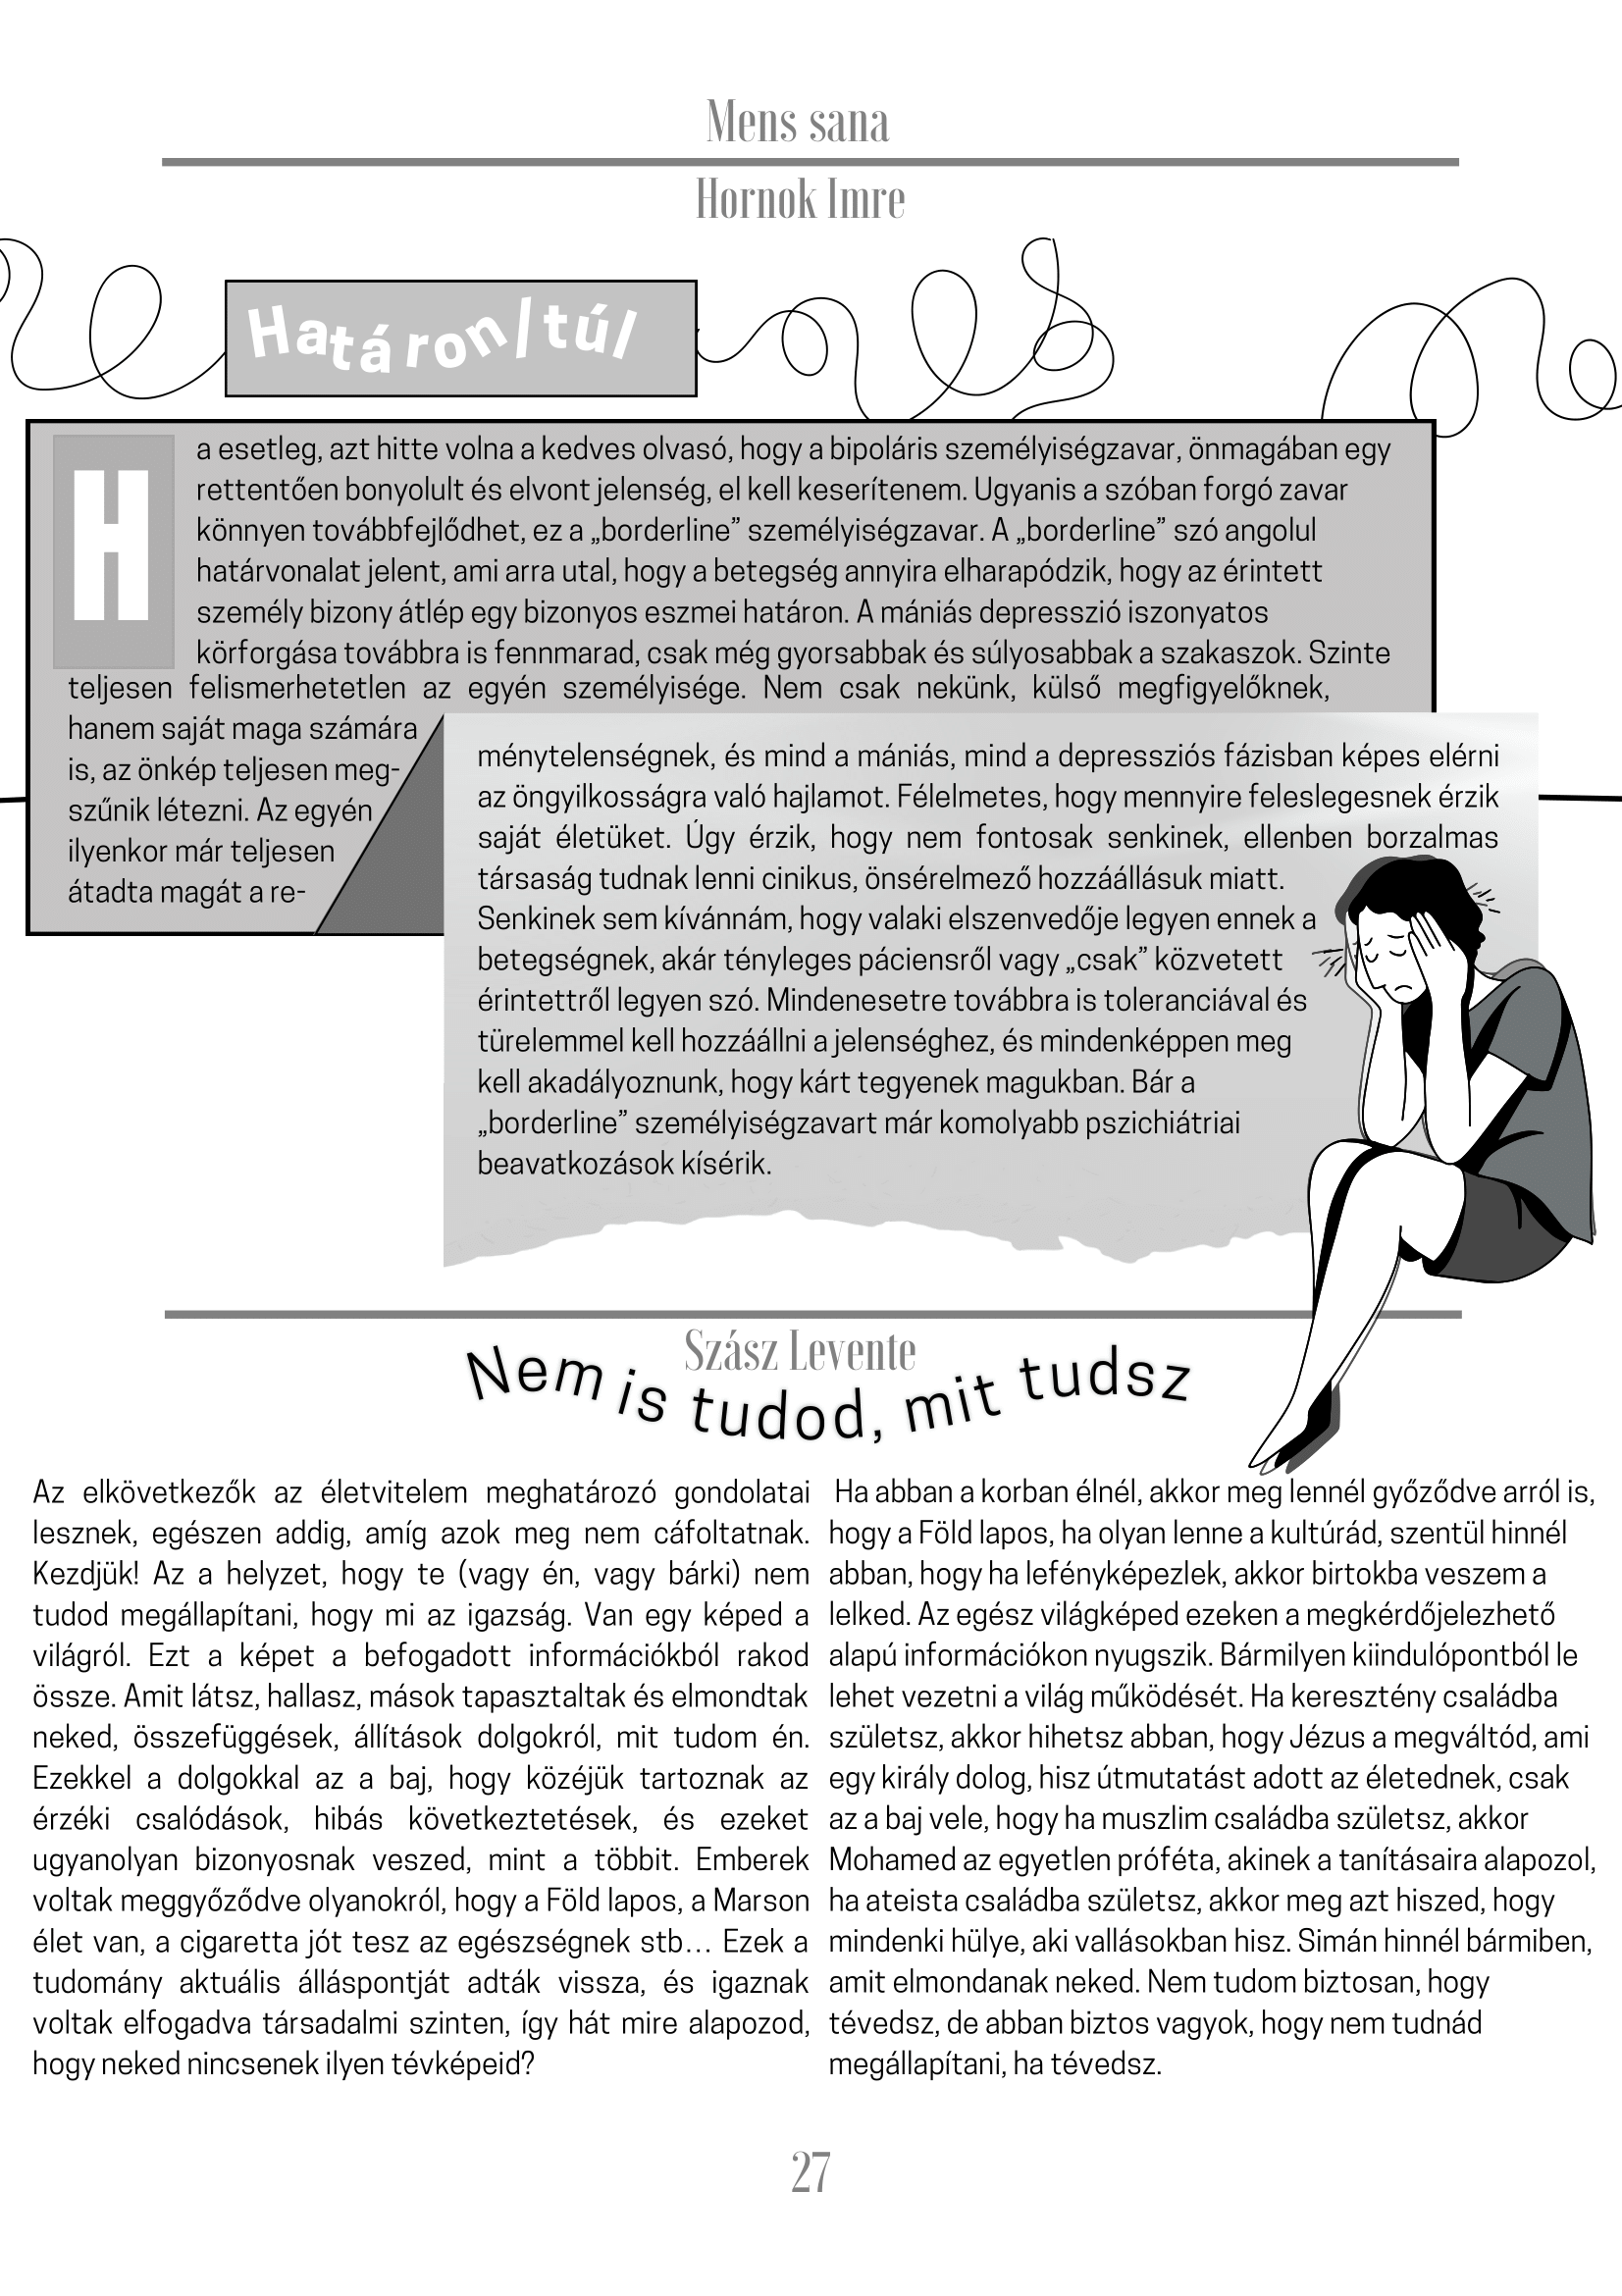 Mens sana
Hornok Imre
Határon/túl
Ha esetleg, azt hitte volna a kedves olvasó, hogy a bipoláris személyiségzavar, önmagában egy
rettentően bonyolult és elvont jelenség, el kell keserítenem. Ugyanis a szóban forgó zavar
könnyen továbbfejlődhet, ez a „borderline” személyiségzavar. A „borderline” szó angolul
határvonalat jelent, ami arra utal, hogy a betegség annyira elharapódzik, hogy az érintett
személy bizony átlép egy bizonyos eszmei határon. A mániás depresszió iszonyatos
körforgása továbbra is fennmarad, csak még gyorsabbak és súlyosabbak a szakaszok. Szinte
teljesen felismerhetetlen az egyén személyisége. Nem csak nekünk, külső megfigyelőknek,
hanem saját maga számára
is, az önkép teljesen meg-
szűnik létezni. Az egyén
ilyenkor már teljesen
átadta magát a re-
ménytelenségnek, és mind a mániás, mind a depressziós fázisban képes elérni
az öngyilkosságra való hajlamot. Félelmetes, hogy mennyire feleslegesnek érzik
saját életüket. Úgy érzik, hogy nem fontosak senkinek, ellenben borzalmas
társaság tudnak lenni cinikus, önsérelmező hozzáállásuk miatt.
Senkinek sem kívánnám, hogy valaki elszenvedője legyen ennek a
betegségnek, akár tényleges páciensről vagy „csak” közvetett
érintettről legyen szó. Mindenesetre továbbra is toleranciával és
türelemmel kell hozzáállni a jelenséghez, és mindenképpen meg
kell akadályoznunk, hogy kárt tegyenek magukban. Bár a
„borderline” személyiségzavart már komolyabb pszichiátriai
beavatkozások kísérik.
Szász Levente
Nem is tudod, mit tudsz
Az elkövetkezők az életvitelem meghatározó gondolatai
lesznek, egészen addig, amíg azok meg nem cáfoltatnak.
Kezdjük! Az a helyzet, hogy te (vagy én, vagy bárki) nem
tudod megállapítani, hogy mi az igazság. Van egy képed a
világról. Ezt a képet a befogadott információkból rakod
össze. Amit látsz, hallasz, mások tapasztaltak és elmondtak
neked, összefüggések, állítások dolgokról, mit tudom én.
Ezekkel a dolgokkal az a baj, hogy közéjük tartoznak az
érzéki csalódások, hibás következtetések, és ezeket
ugyanolyan bizonyosnak veszed, mint a többit. Emberek
voltak meggyőződve olyanokról, hogy a Föld lapos, a Marson
élet van, a cigaretta jót tesz az egészségnek stb… Ezek a
tudomány aktuális álláspontját adták vissza, és igaznak
voltak elfogadva társadalmi szinten, így hát mire alapozod,
hogy neked nincsenek ilyen tévképeid?
Ha abban a korban élnél, akkor meg lennél győződve arról is,
hogy a Föld lapos, ha olyan lenne a kultúrád, szentül hinnél
abban, hogy ha lefényképezlek, akkor birtokba veszem a
lelked. Az egész világképed ezeken a megkérdőjelezhető
alapú információkon nyugszik. Bármilyen kiindulópontból le
lehet vezetni a világ működését. Ha keresztény családba
születsz, akkor hihetsz abban, hogy Jézus a megváltód, ami
egy király dolog, hisz útmutatást adott az életednek, csak
az a baj vele, hogy ha muszlim családba születsz, akkor
Mohamed az egyetlen próféta, akinek a tanításaira alapozol,
ha ateista családba születsz, akkor meg azt hiszed, hogy
mindenki hülye, aki vallásokban hisz. Simán hinnél bármiben,
amit elmondanak neked. Nem tudom biztosan, hogy
tévedsz, de abban biztos vagyok, hogy nem tudnád
megállapítani, ha tévedsz.
27